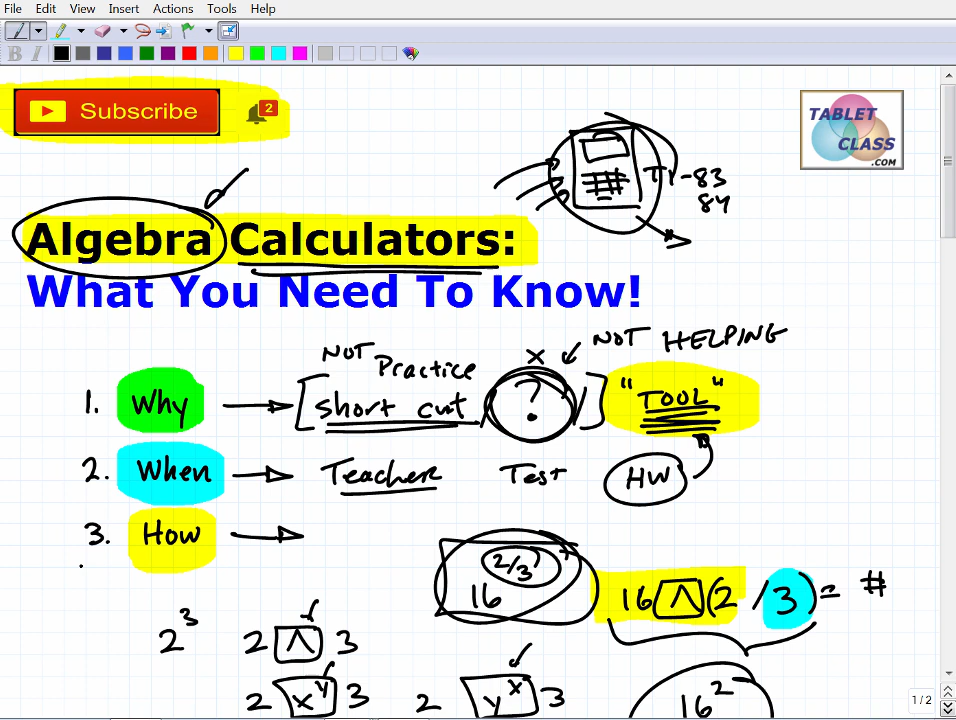 File Edit Insert Actions Tools Help
B I
Subscribe 2
TABLET
CLASS
.COM
TI-83
84
Algebra Calculators:
What You Need To Know!
NOT Practice X NOT HELPING
1. Why [short cut ? /] "TOOL"
2. When Teacher Test HW
3. How
16^(2/3) 16 ^ (2 / 3) = #
2³ 2 ^ 3
2 x^y 3 2 y^x 3 16²
1 / 2